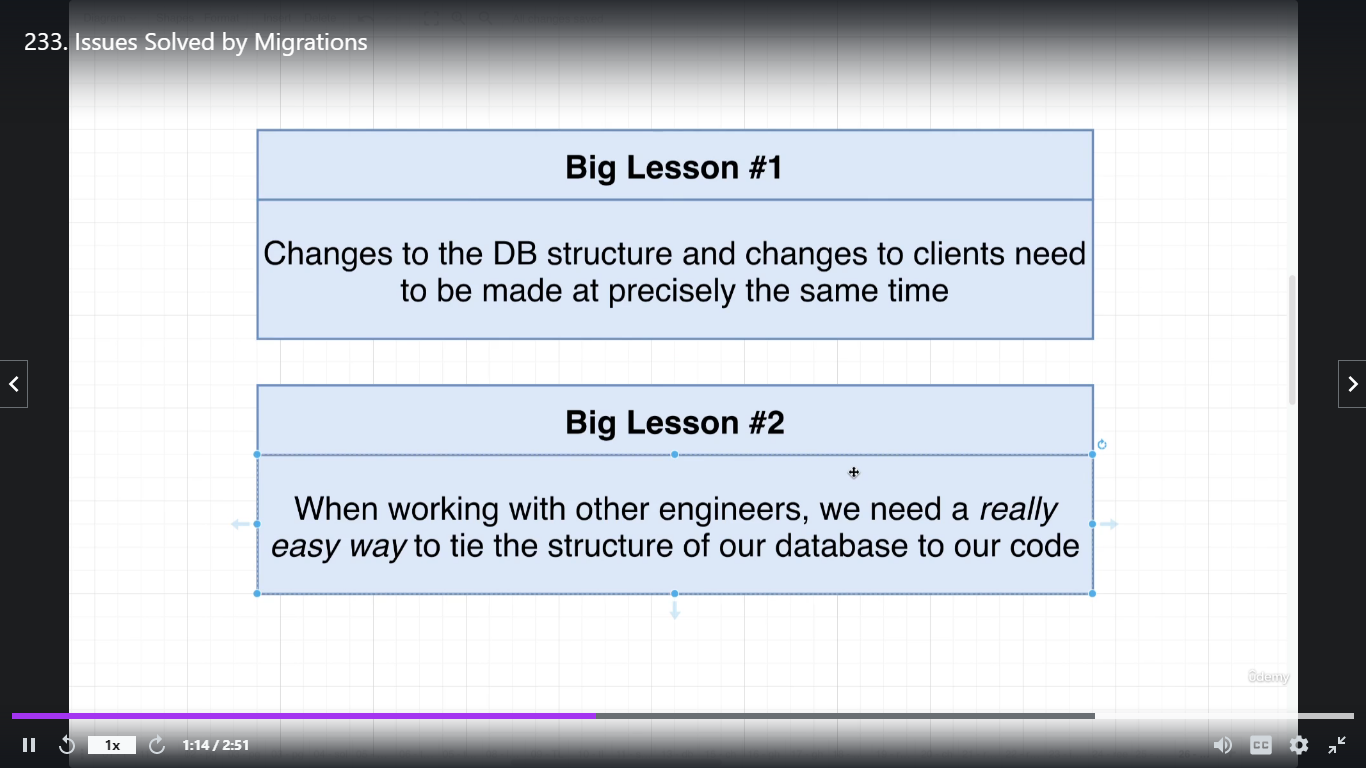 233. Issues Solved by Migrations
Big Lesson #1
Changes to the DB structure and changes to clients need
to be made at precisely the same time
Big Lesson #2
When working with other engineers, we need a really
easy way to tie the structure of our database to our code
ûdemy
1x
1:14 / 2:51
CC